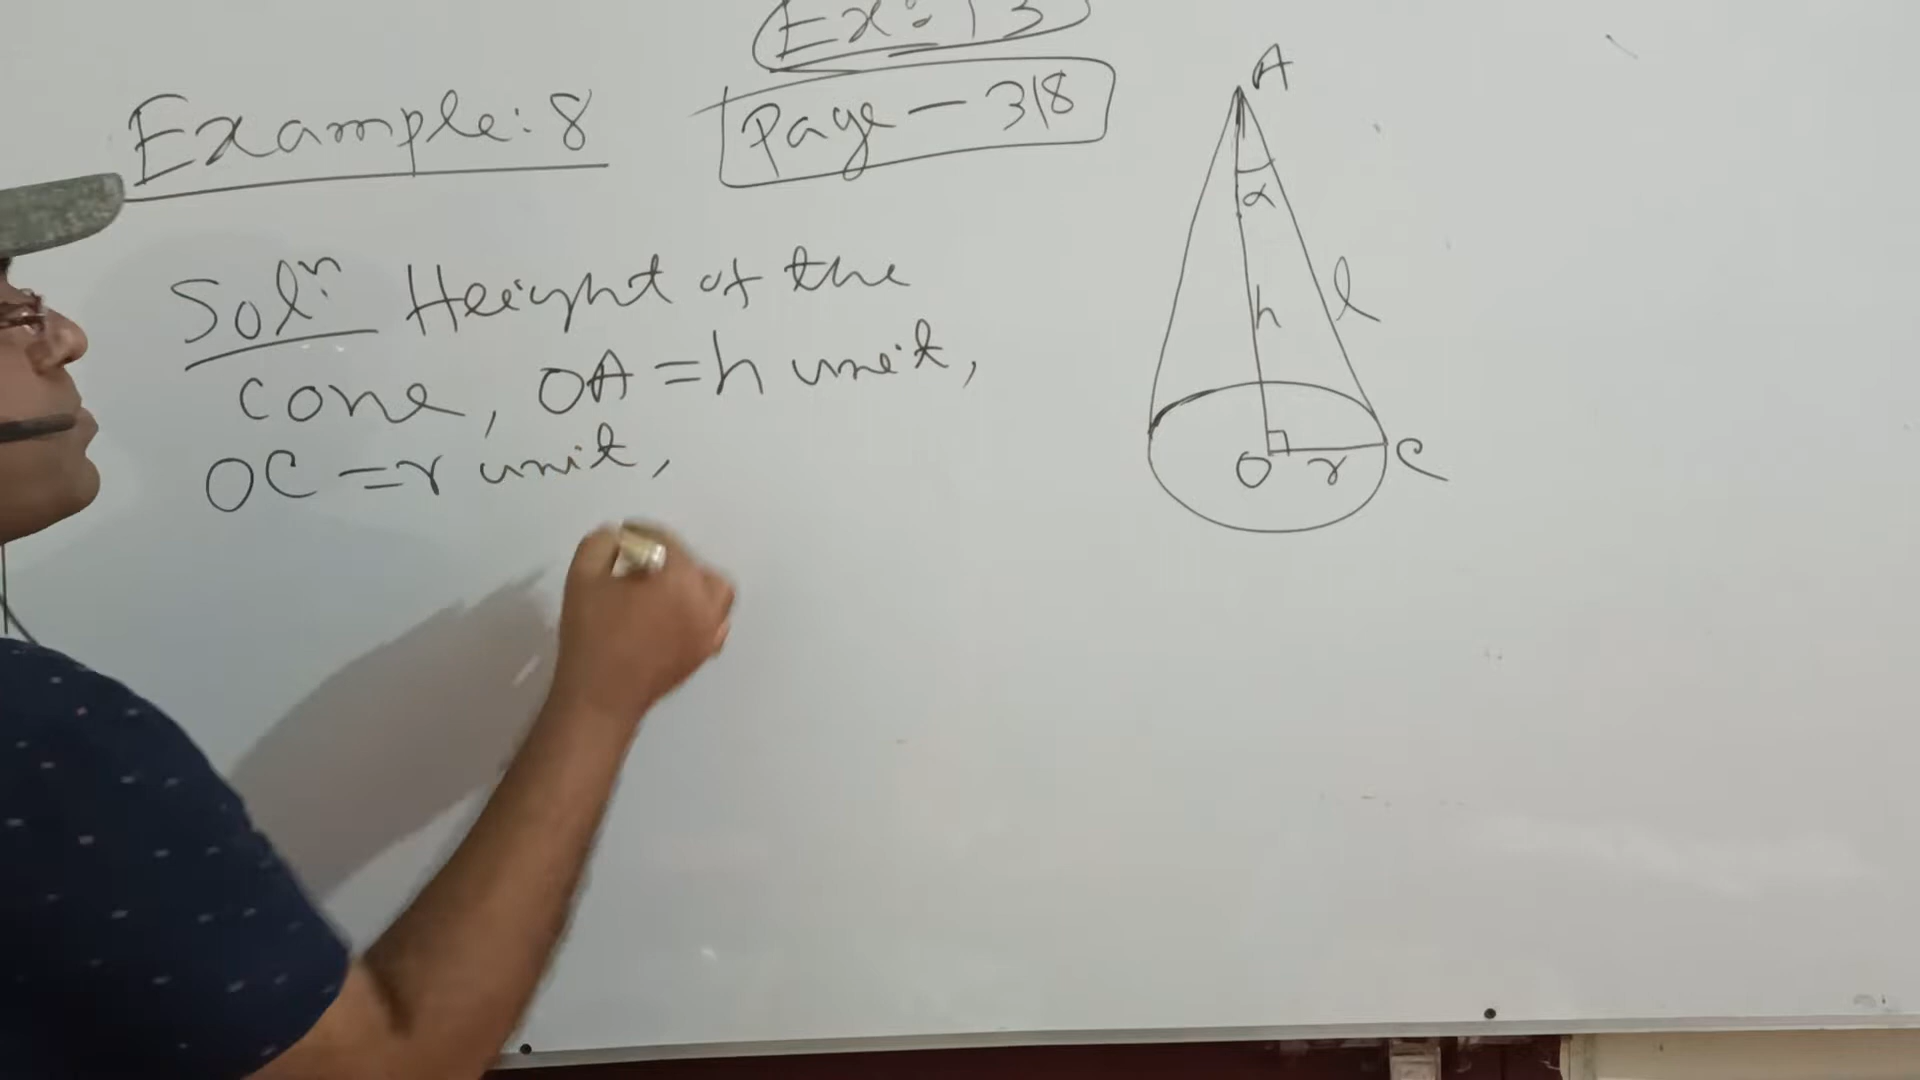 Ex:-13
Example:8
Page - 318
Solⁿ: Height of the
cone, OA = h unit,
OC = r unit,
A
α
h
l
O
r
C